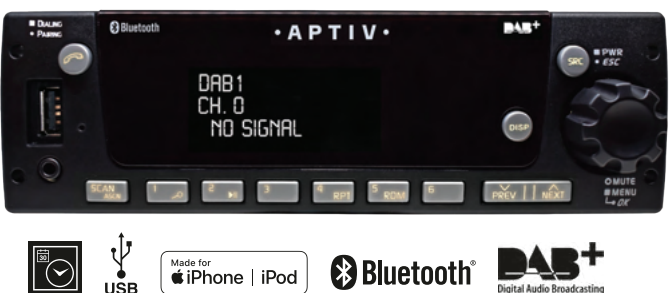 ■ DIALING
• PAIRING
Bluetooth
• APTIV •
DAB+
■ PWR
• ESC
SRC
DAB1
CH. 0
NO SIGNAL
DISP
SCAN
ASCN
1
2
3
4 RPT
5 RDM
6
PREV
NEXT
MUTE
MENU
OK
30
USB
Made for
iPhone | iPod
Bluetooth®
DAB+
Digital Audio Broadcasting